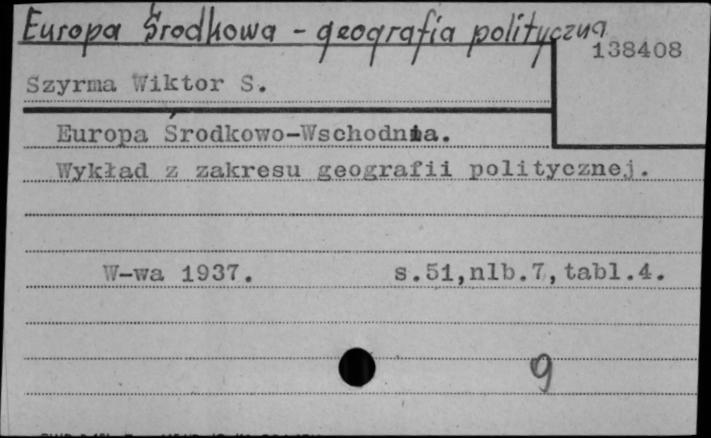 Europa Środkowa - geografia polityczna
138408
Szyrma Wiktor S.
Europa Środkowo-Wschodnia.
Wykład z zakresu geografii politycznej.
W-wa 1937. s.51,nlb.7,tabl.4.
9